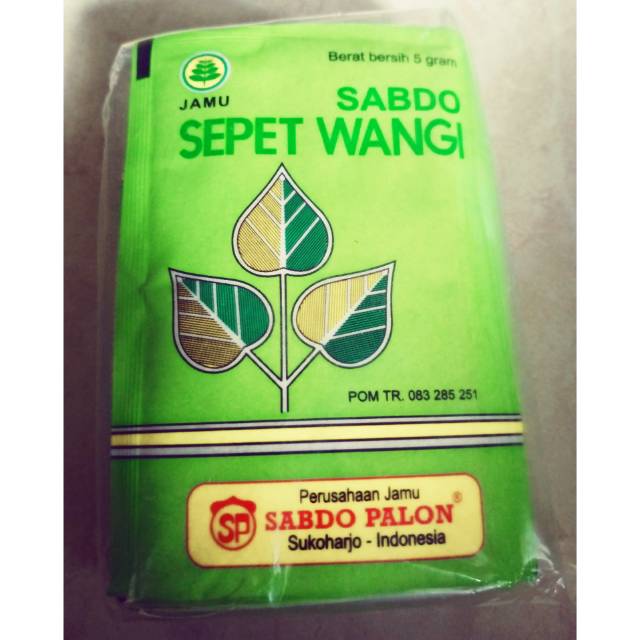 Berat bersih 5 gram
JAMU
SABDO
SEPET WANGI
POM TR. 083 285 251
Perusahaan Jamu
SP SABDO PALON®
Sukoharjo - Indonesia